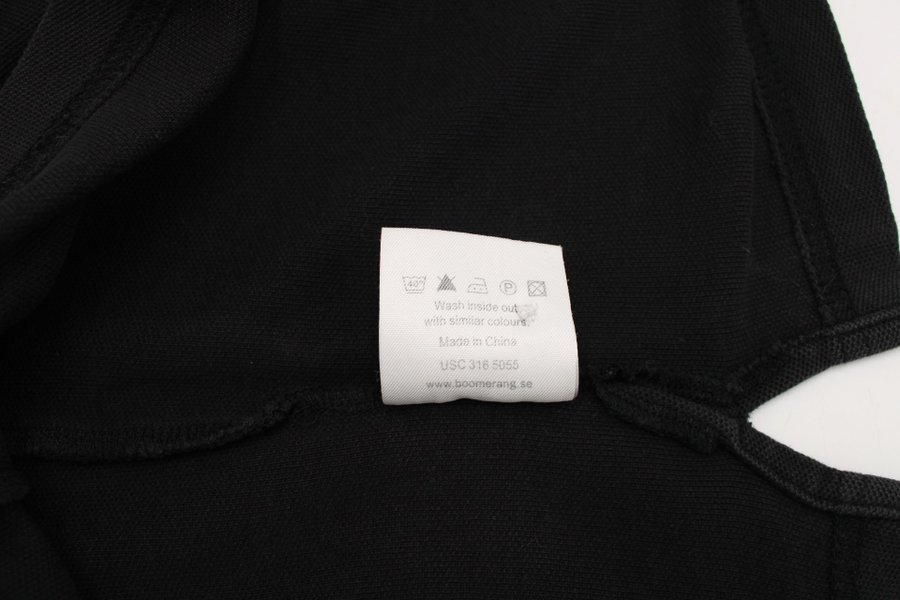 40° P
Wash inside out
with similar colours.
Made in China
USC 316 5055
www.boomerang.se